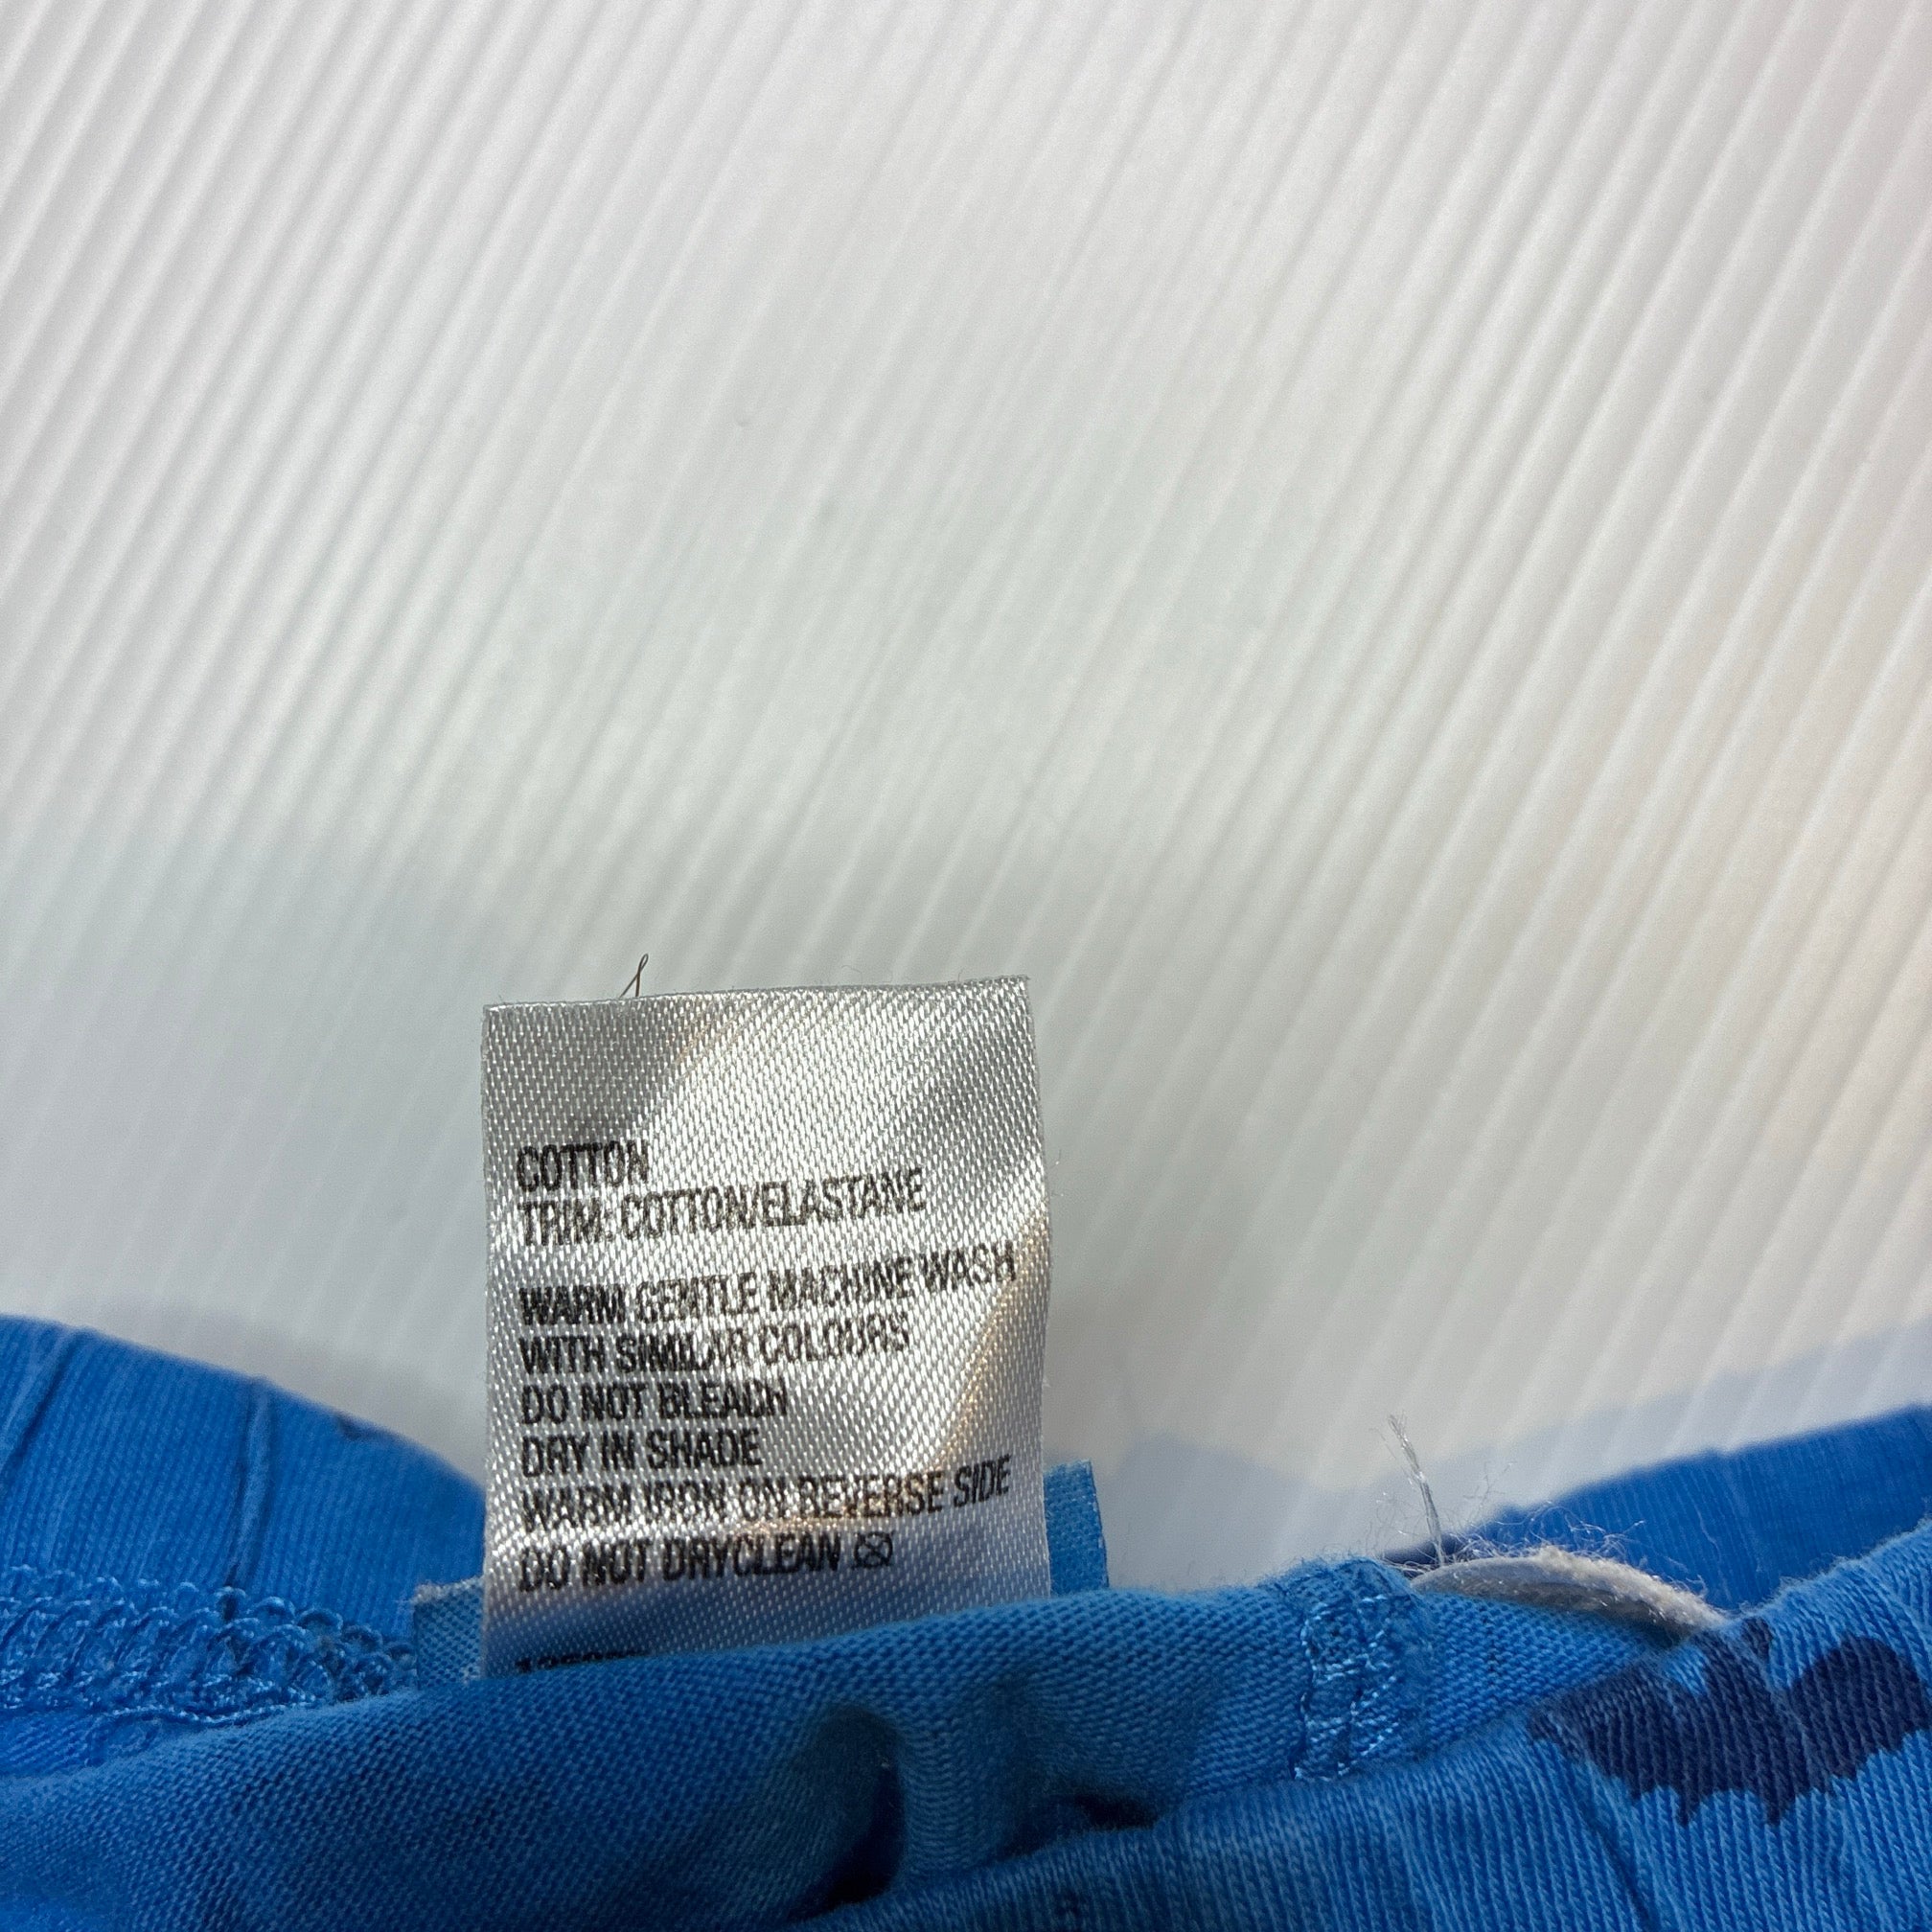 COTTON
TRIM: COTTON/ELASTANE
WARM GENTLE MACHINE WASH
WITH SIMILAR COLOURS
DO NOT BLEACH
DRY IN SHADE
WARM IRON ON REVERSE SIDE
DO NOT DRYCLEAN